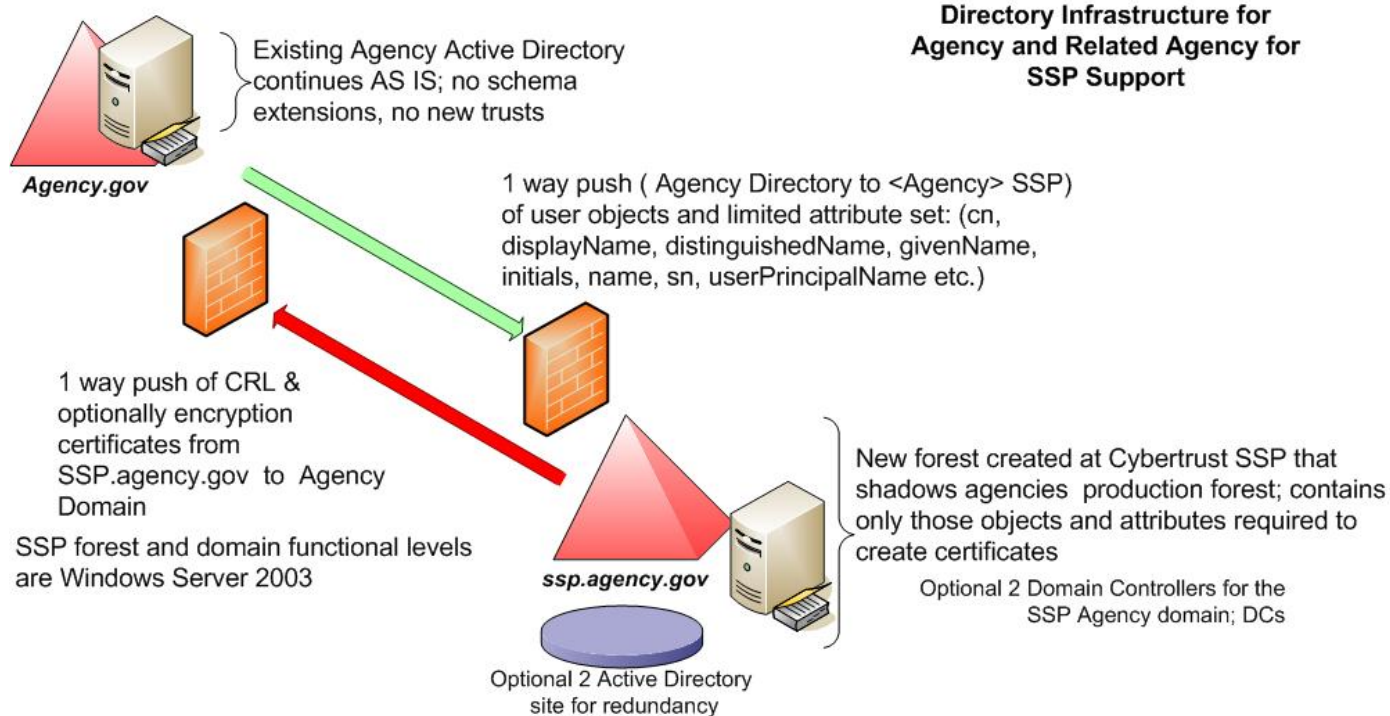 Directory Infrastructure for
Agency and Related Agency for
SSP Support
Existing Agency Active Directory
continues AS IS; no schema
extensions, no new trusts
Agency.gov
1 way push ( Agency Directory to <Agency> SSP)
of user objects and limited attribute set: (cn,
displayName, distinguishedName, givenName,
initials, name, sn, userPrincipalName etc.)
1 way push of CRL &
optionally encryption
certificates from
SSP.agency.gov to Agency
Domain
SSP forest and domain functional levels
are Windows Server 2003
ssp.agency.gov
New forest created at Cybertrust SSP that
shadows agencies production forest; contains
only those objects and attributes required to
create certificates
Optional 2 Domain Controllers for the
SSP Agency domain; DCs
Optional 2 Active Directory
site for redundancy